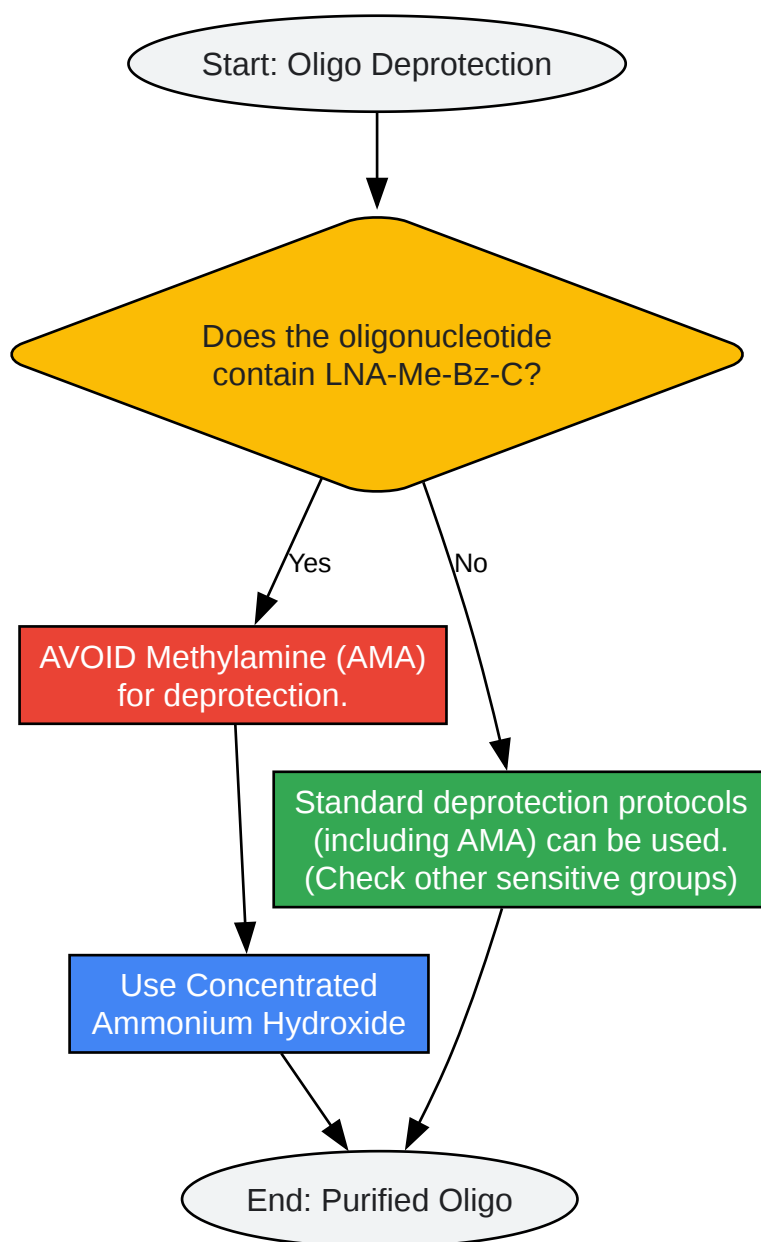 Start: Oligo Deprotection
Does the oligonucleotide
contain LNA-Me-Bz-C?
Yes
No
AVOID Methylamine (AMA)
for deprotection.
Standard deprotection protocols
(including AMA) can be used.
(Check other sensitive groups)
Use Concentrated
Ammonium Hydroxide
End: Purified Oligo